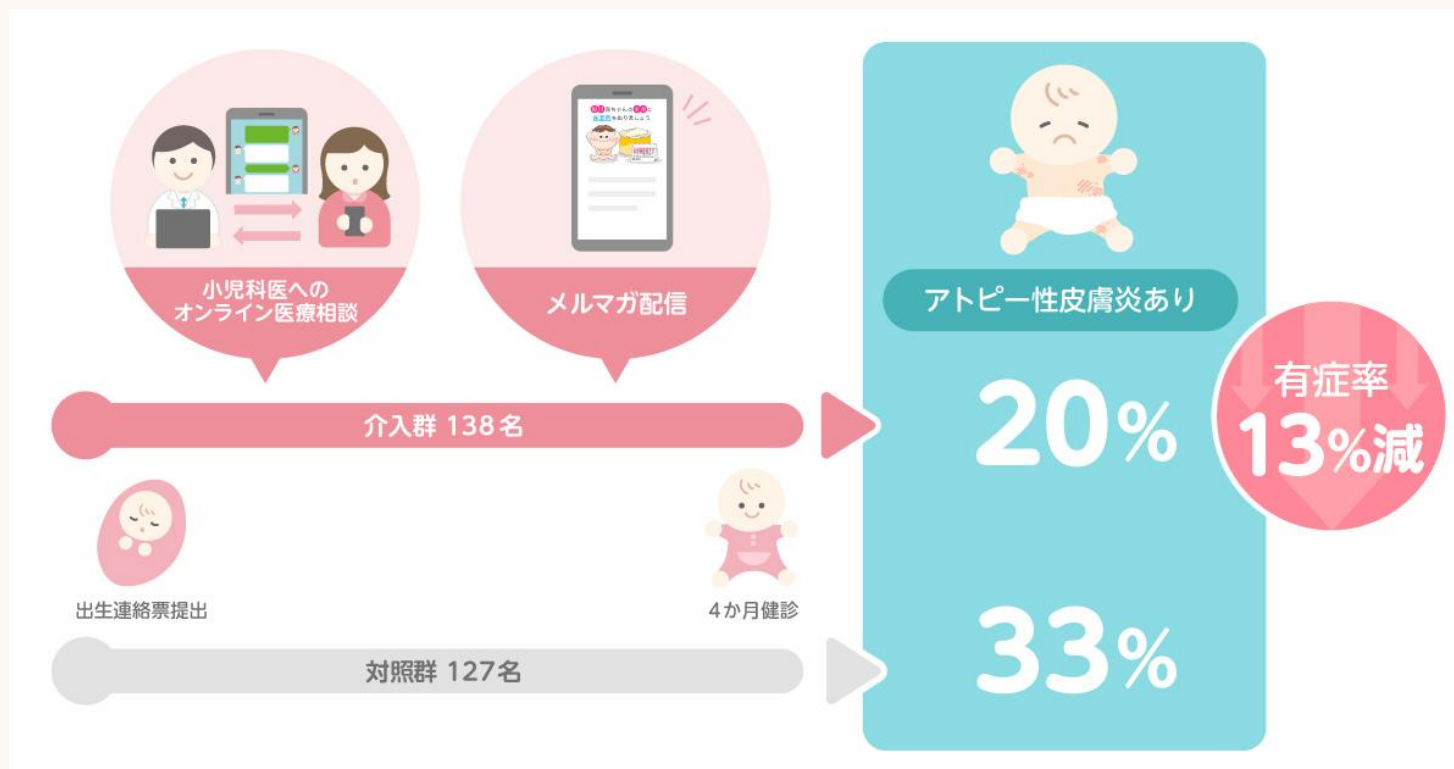 小児科医への
オンライン医療相談
メルマガ配信
介入群 138名
出生連絡票提出
4か月健診
対照群 127名
アトピー性皮膚炎あり
20%
33%
有症率
13%減